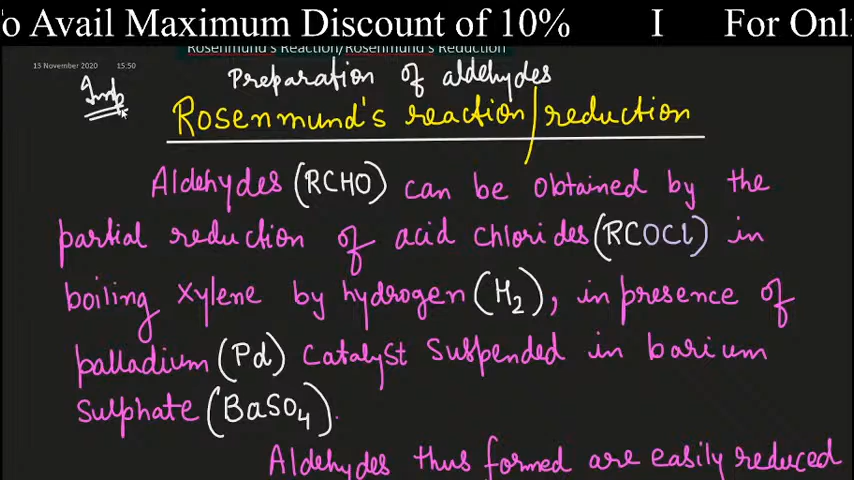 o Avail Maximum Discount of 10% I For Onl
Rosenmund's Reaction/Rosenmund's Reduction
13 November 2020 15:50
Preparation of aldehydes
Imp
Rosenmund's reaction/reduction
Aldehydes (RCHO) can be obtained by the
partial reduction of acid chlorides (RCOCl) in
boiling xylene by hydrogen (H2), in presence of
palladium (Pd) catalyst suspended in barium
sulphate (BaSO4).
Aldehydes thus formed are easily reduced